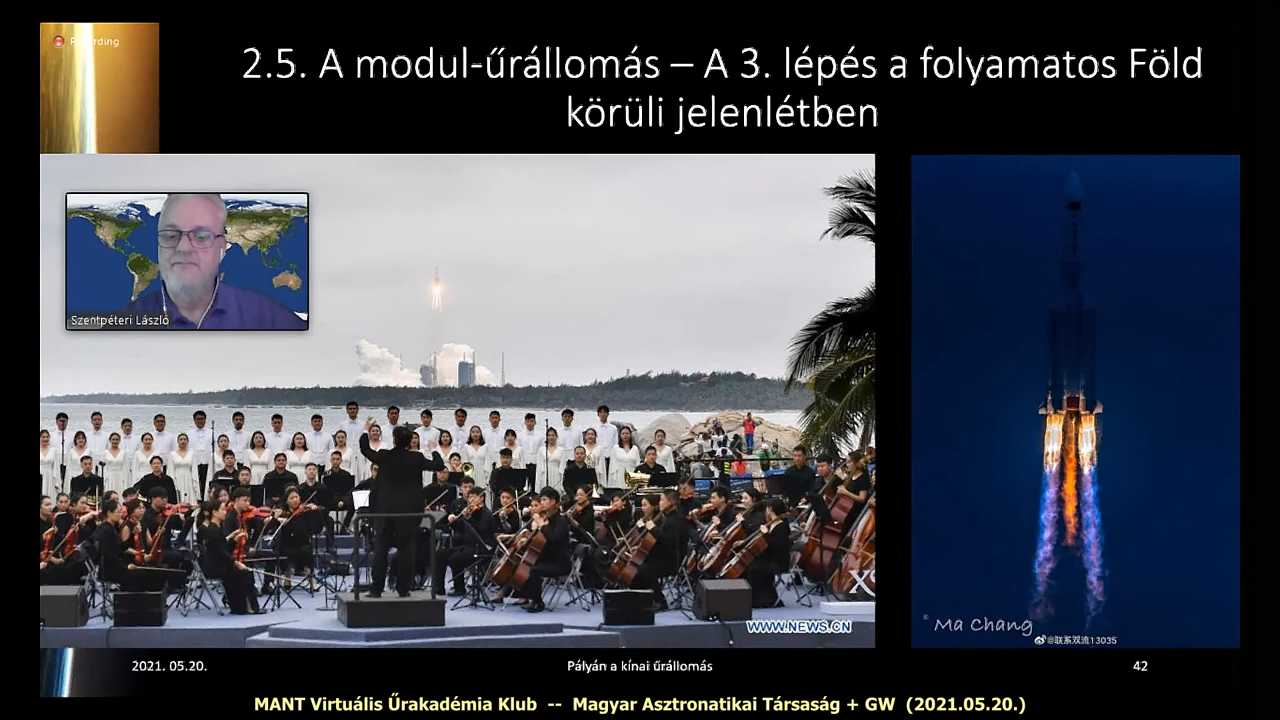 Recording
2.5. A modul-űrállomás – A 3. lépés a folyamatos Föld
körüli jelenlétben
Szentpéteri László
WWW.NEWS.CN
© Ma Chang
@联系双流13035
2021. 05.20.
Pályán a kínai űrállomás
42
MANT Virtuális Űrakadémia Klub -- Magyar Asztronatikai Társaság + GW (2021.05.20.)